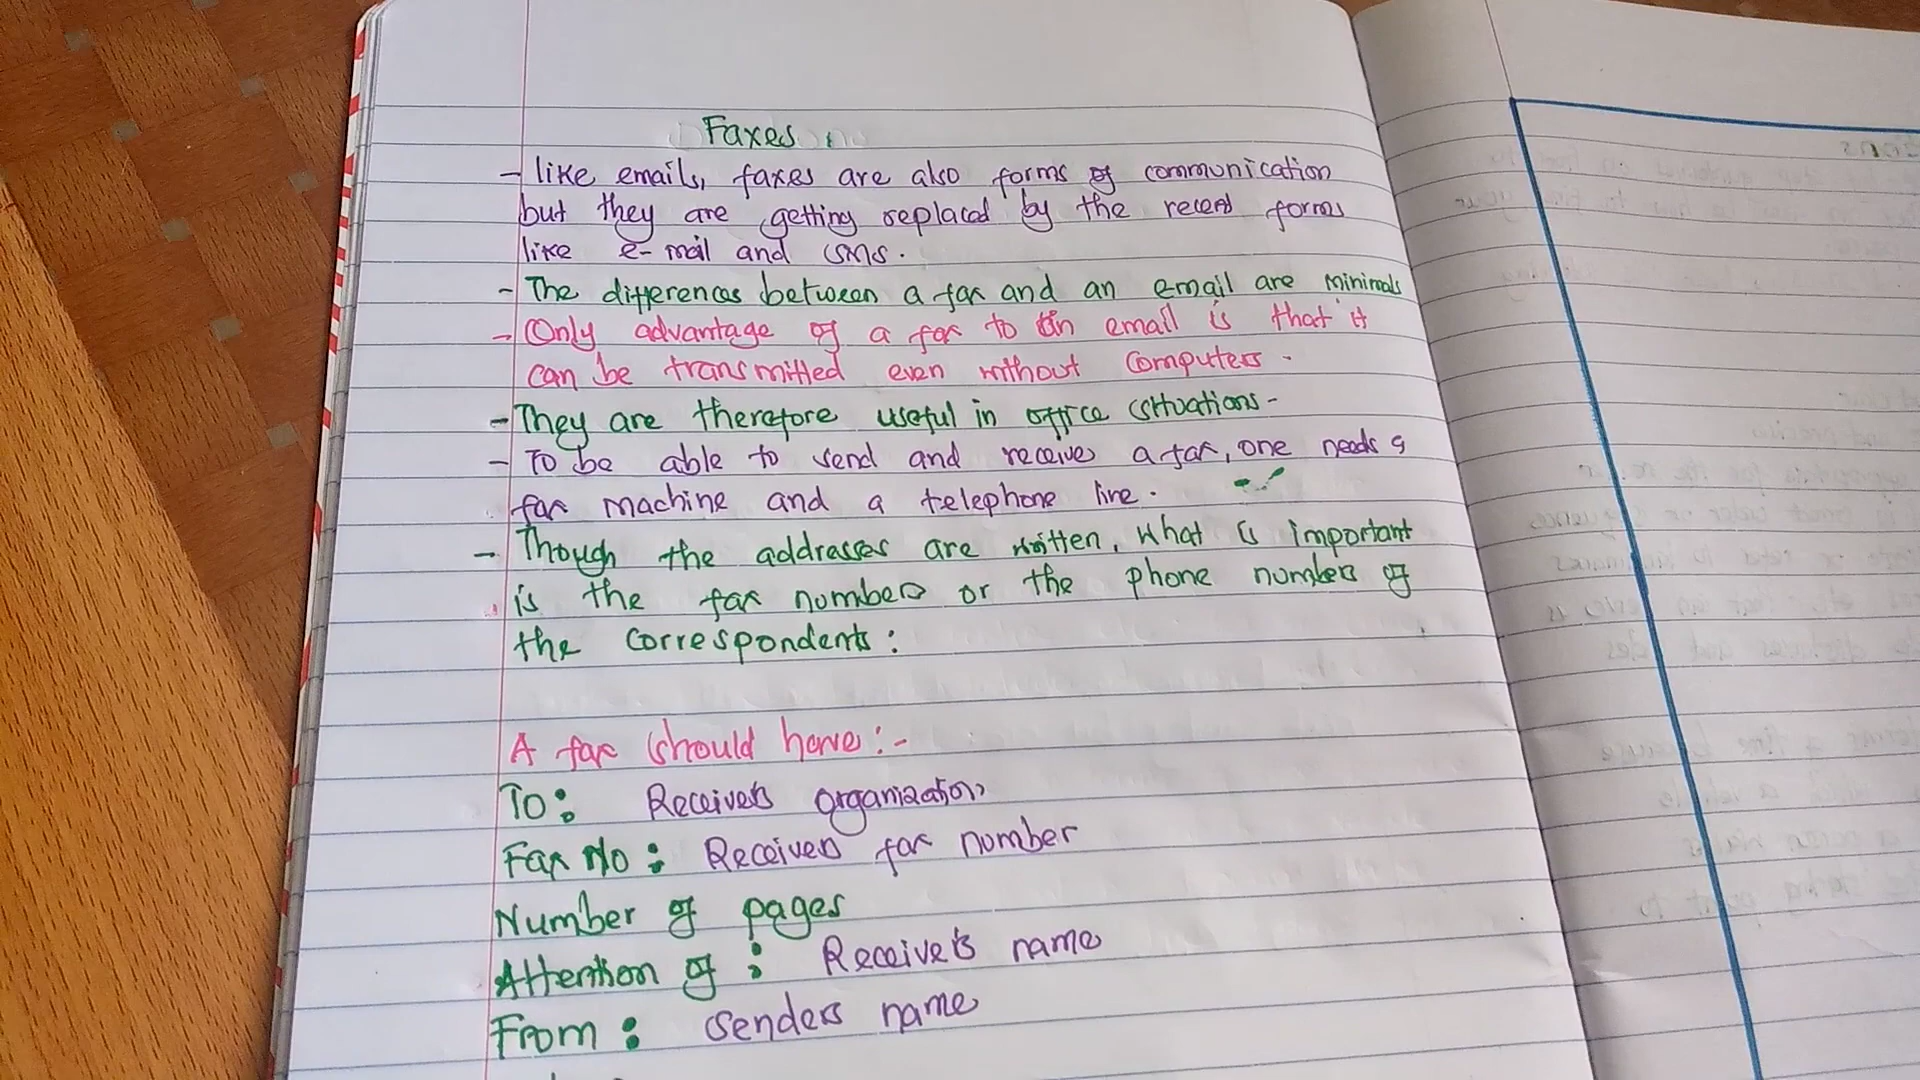 Faxes
- like emails, faxes are also forms of communication
but they are getting replaced by the recent forms
like e-mail and sms.
- The differences between a fax and an email are minimal
- Only advantage of a fax to an email is that it
can be transmitted even without computers.
- They are therefore useful in office situations-
- To be able to send and receive a fax, one needs a
fax machine and a telephone line.
- Though the addresses are written, what is important
is the fax numbers or the phone numbers of
the correspondents:
A fax should have:-
To: Receiver's organization
Fax No: Receivers fax number
Number of pages
Attention of: Receiver's name
From: Senders name